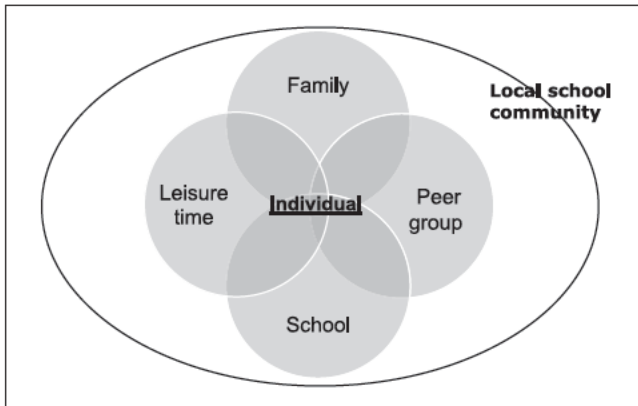 Family
Local school
community
Leisure
time
Individual
Peer
group
School